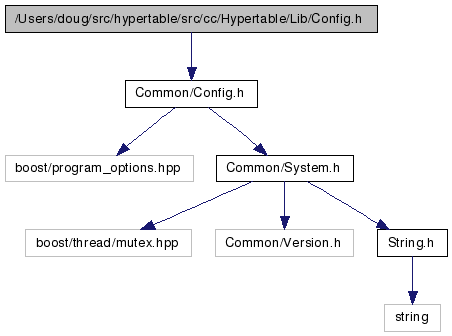 /Users/doug/src/hypertable/src/cc/Hypertable/Lib/Config.h
Common/Config.h
boost/program_options.hpp
Common/System.h
boost/thread/mutex.hpp
Common/Version.h
String.h
string